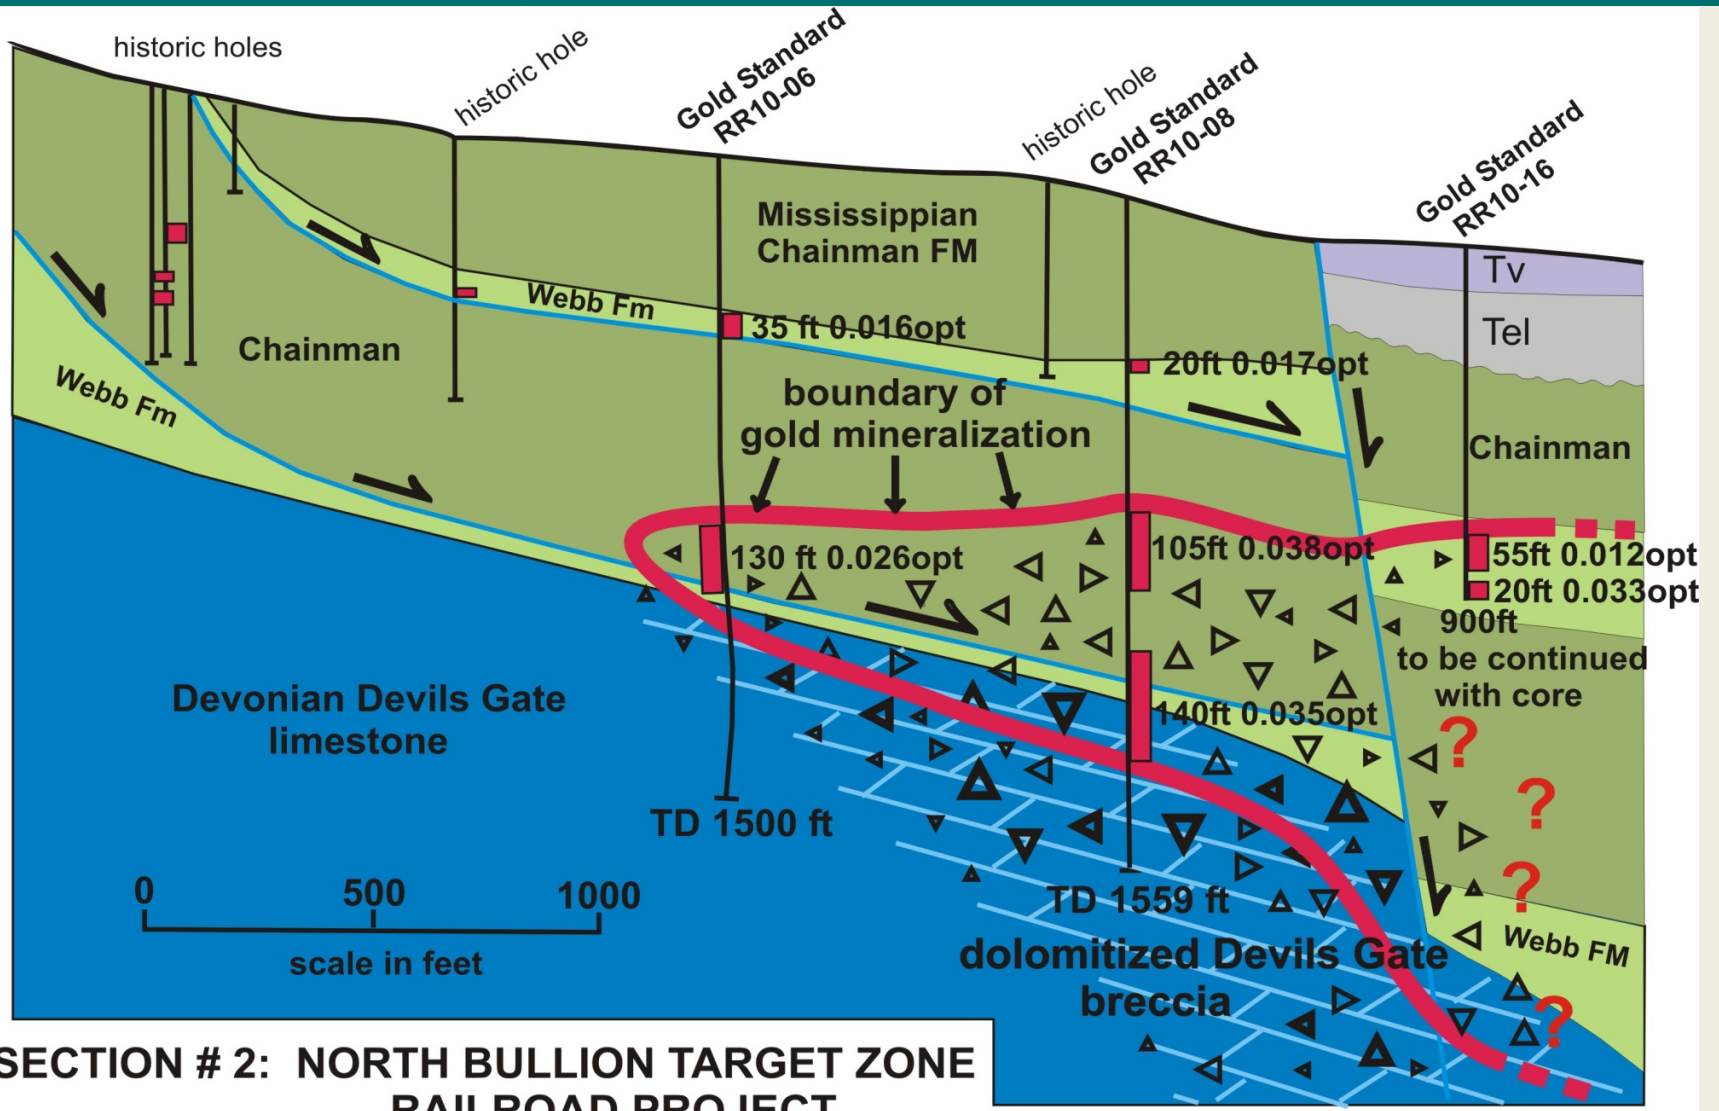 historic holes
historic hole
Gold Standard
RR10-06
historic hole
Gold Standard
RR10-08
Gold Standard
RR10-16
Mississippian
Chainman FM
Tv
Tel
Webb Fm
35 ft 0.016opt
20ft 0.017opt
Chainman
Webb Fm
boundary of
gold mineralization
Chainman
130 ft 0.026opt
105ft 0.038opt
55ft 0.012opt
20ft 0.033opt
900ft
to be continued
with core
140ft 0.035opt
Devonian Devils Gate
limestone
?
?
?
?
TD 1500 ft
TD 1559 ft
dolomitized Devils Gate
breccia
Webb FM
0 500 1000
scale in feet
SECTION # 2: NORTH BULLION TARGET ZONE
RAILROAD PROJECT